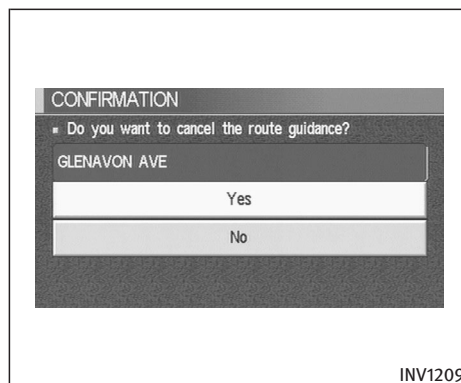 CONFIRMATION
▪ Do you want to cancel the route guidance?
GLENAVON AVE
Yes
No
INV1209